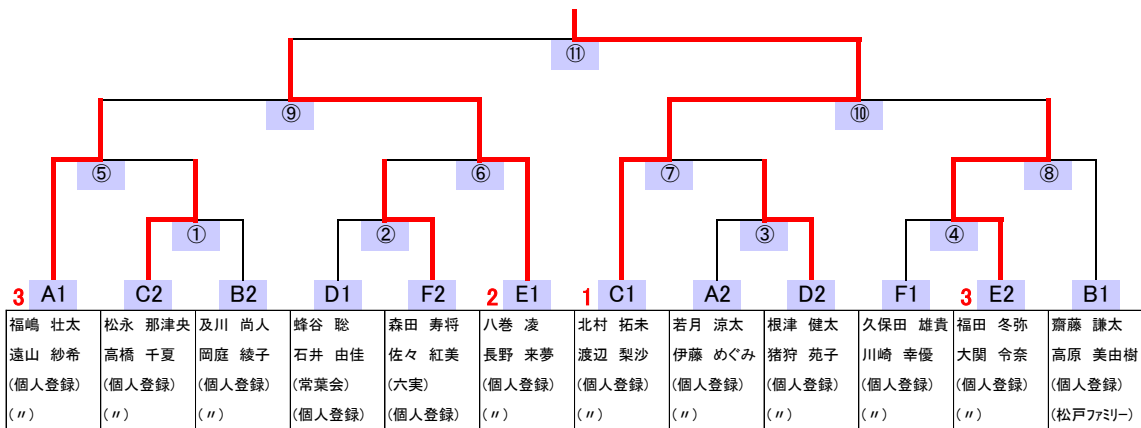 ⑪
⑨ ⑩
⑤ ⑥ ⑦ ⑧
① ② ③ ④
3 A1 C2 B2 D1 F2 2 E1 1 C1 A2 D2 F1 3 E2 B1
福嶋 壮太 松永 那津央 及川 尚人 蜂谷 聡 森田 寿将 八巻 凌 北村 拓未 若月 涼太 根津 健太 久保田 雄貴 福田 冬弥 齋藤 謙太
遠山 紗希 高橋 千夏 岡庭 綾子 石井 由佳 佐々 紅美 長野 来夢 渡辺 梨沙 伊藤 めぐみ 猪狩 苑子 川崎 幸優 大関 令奈 高原 美由樹
(個人登録) (個人登録) (個人登録) (常葉会) (六実) (個人登録) (個人登録) (個人登録) (個人登録) (個人登録) (個人登録) (個人登録)
(〃) (〃) (〃) (個人登録) (個人登録) (〃) (〃) (〃) (〃) (〃) (〃) (松戸ファミリー)